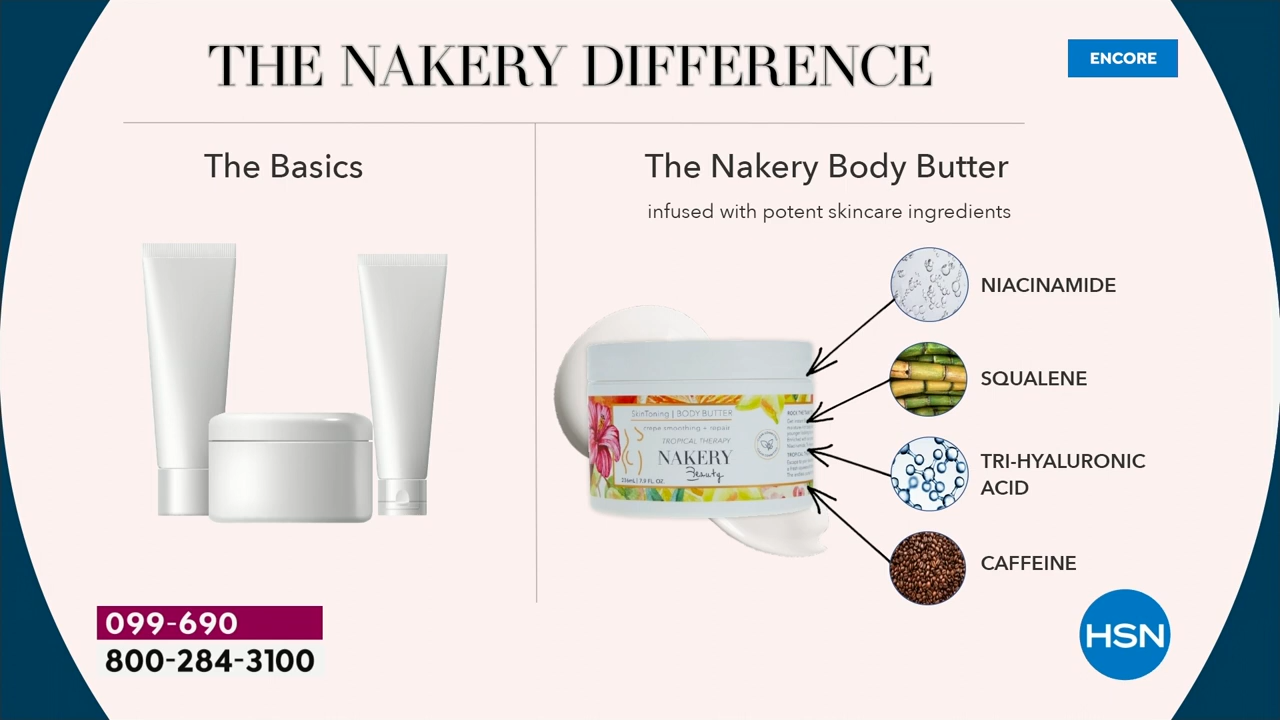 THE NAKERY DIFFERENCE
ENCORE
The Basics
The Nakery Body Butter
infused with potent skincare ingredients
NIACINAMIDE
SQUALENE
TRI-HYALURONIC
ACID
CAFFEINE
SkinToning | BODY BUTTER
crepe smoothing + repair
TROPICAL THERAPY
NAKERY
Beauty
099-690
800-284-3100
HSN